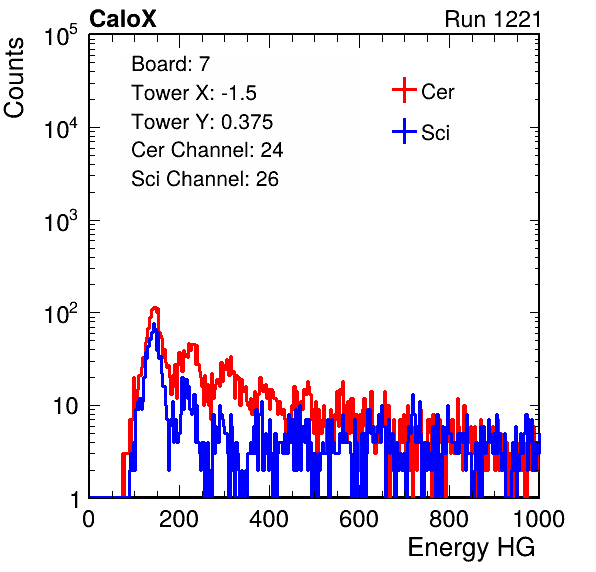 CaloX Run 1221
Counts
10^5
10^4
10^3
10^2
10
1
Board: 7
Tower X: -1.5
Tower Y: 0.375
Cer Channel: 24
Sci Channel: 26
Cer
Sci
0 200 400 600 800 1000
Energy HG